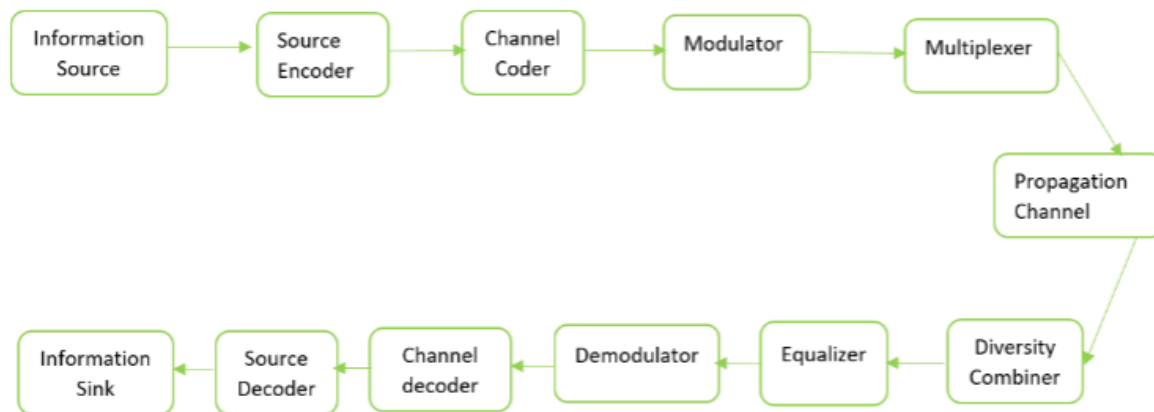 Information
Source
Source
Encoder
Channel
Coder
Modulator
Multiplexer
Propagation
Channel
Diversity
Combiner
Equalizer
Demodulator
Channel
decoder
Source
Decoder
Information
Sink